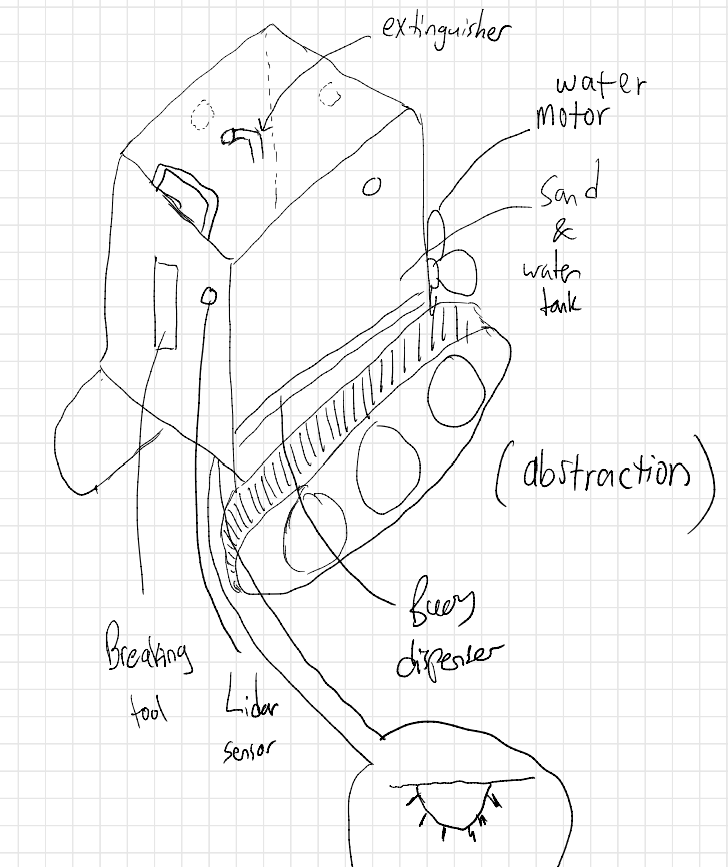 extinguisher
water
motor
Sand
&
water
tank
(abstraction)
Buoy
dispenser
Breaking
tool
Lidar
sensor